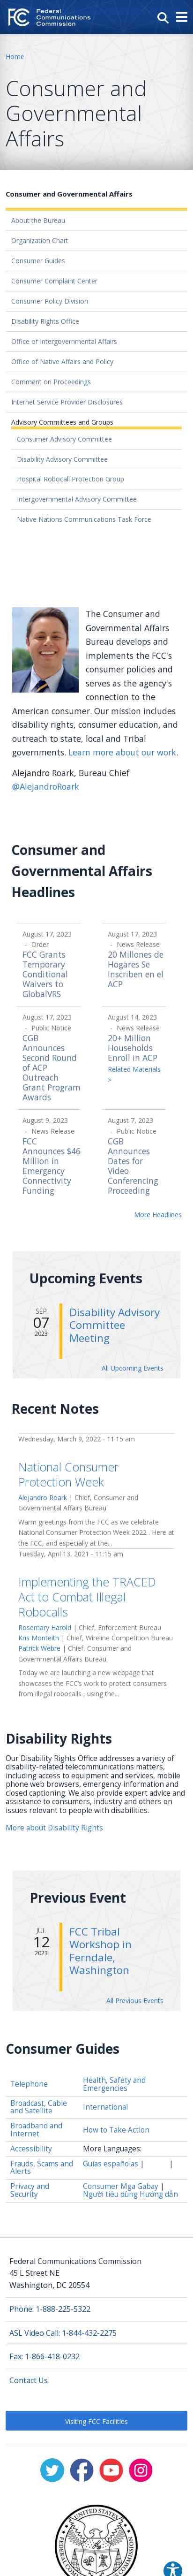 FC Federal
Communications
Commission
Home
Consumer and
Governmental
Affairs
Consumer and Governmental Affairs
About the Bureau
Organization Chart
Consumer Guides
Consumer Complaint Center
Consumer Policy Division
Disability Rights Office
Office of Intergovernmental Affairs
Office of Native Affairs and Policy
Comment on Proceedings
Internet Service Provider Disclosures
Advisory Committees and Groups
Consumer Advisory Committee
Disability Advisory Committee
Hospital Robocall Protection Group
Intergovernmental Advisory Committee
Native Nations Communications Task Force
The Consumer and
Governmental Affairs
Bureau develops and
implements the FCC's
consumer policies and
serves as the agency's
connection to the
American consumer. Our mission includes
disability rights, consumer education, and
outreach to state, local and Tribal
governments. Learn more about our work.
Alejandro Roark, Bureau Chief
@AlejandroRoark
Consumer and
Governmental Affairs
Headlines
August 17, 2023
- Order
FCC Grants
Temporary
Conditional
Waivers to
GlobalVRS
August 17, 2023
- News Release
20 Millones de
Hogares Se
Inscriben en el
ACP
August 17, 2023
- Public Notice
CGB
Announces
Second Round
of ACP
Outreach
Grant Program
Awards
August 14, 2023
- News Release
20+ Million
Households
Enroll in ACP
Related Materials
»
August 9, 2023
- News Release
FCC
Announces $46
Million in
Emergency
Connectivity
Funding
August 7, 2023
- Public Notice
CGB
Announces
Dates for
Video
Conferencing
Proceeding
More Headlines
Upcoming Events
SEP
07
2023
Disability Advisory
Committee
Meeting
All Upcoming Events
Recent Notes
Wednesday, March 9, 2022 - 11:15 am
National Consumer
Protection Week
Alejandro Roark | Chief, Consumer and
Governmental Affairs Bureau
Warm greetings from the FCC as we celebrate
National Consumer Protection Week 2022.. Here at
the FCC, and especially at the...
Tuesday, April 13, 2021 - 11:15 am
Implementing the TRACED
Act to Combat Illegal
Robocalls
Rosemary Harold | Chief, Enforcement Bureau
Kris Monteith | Chief, Wireline Competition Bureau
Patrick Webre | Chief, Consumer and
Governmental Affairs Bureau
Today we are launching a new webpage that
showcases the FCC's work to protect consumers
from illegal robocalls , using the...
Disability Rights
Our Disability Rights Office addresses a variety of
disability-related telecommunications matters,
including access to equipment and services, mobile
phone web browsers, emergency information and
closed captioning. We also provide expert advice and
assistance to consumers, industry and others on
issues relevant to people with disabilities.
More about Disability Rights
Previous Event
JUL
12
2023
FCC Tribal
Workshop in
Ferndale,
Washington
All Previous Events
Consumer Guides
Telephone
Health, Safety and
Emergencies
Broadcast, Cable
and Satellite
International
Broadband and
Internet
How to Take Action
Accessibility
More Languages:
Frauds, Scams and
Alerts
Guías españolas | |
Privacy and
Security
Consumer Mga Gabay |
Người tiêu dùng Hướng dẫn
Federal Communications Commission
45 L Street NE
Washington, DC 20554
Phone: 1-888-225-5322
ASL Video Call: 1-844-432-2275
Fax: 1-866-418-0232
Contact Us
Visiting FCC Facilities